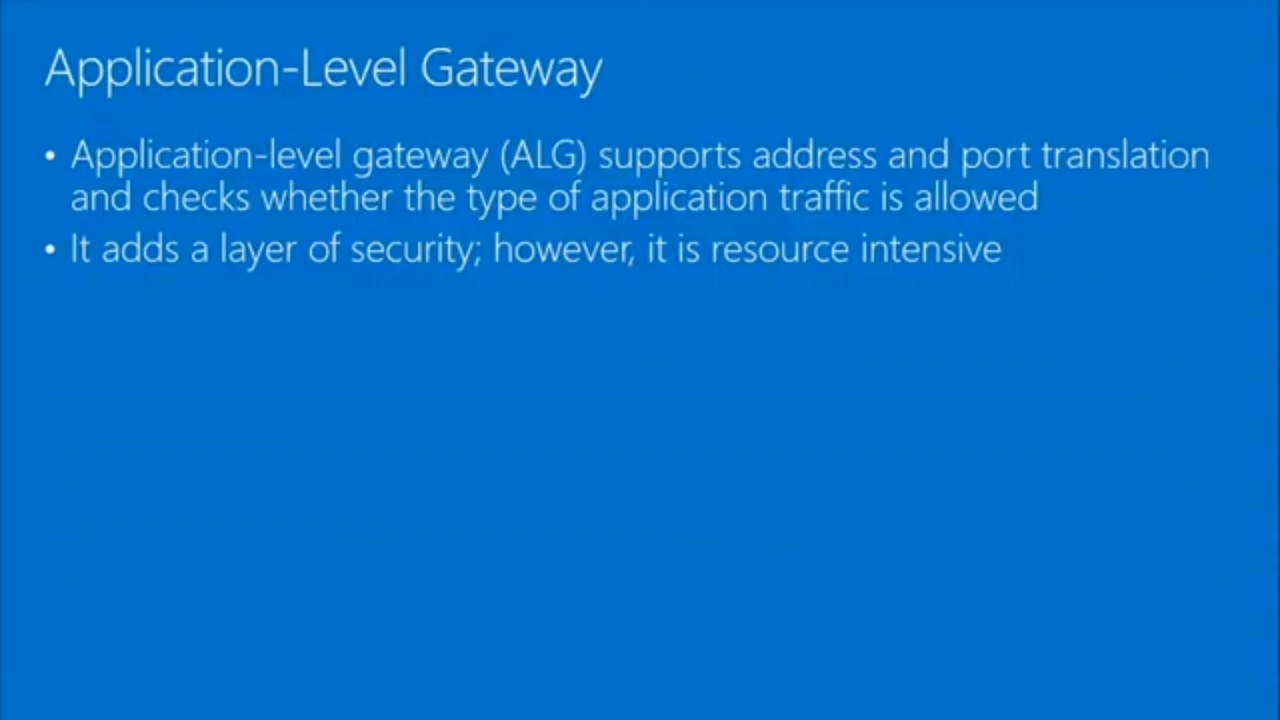 Application-Level Gateway
• Application-level gateway (ALG) supports address and port translation
and checks whether the type of application traffic is allowed
• It adds a layer of security; however, it is resource intensive